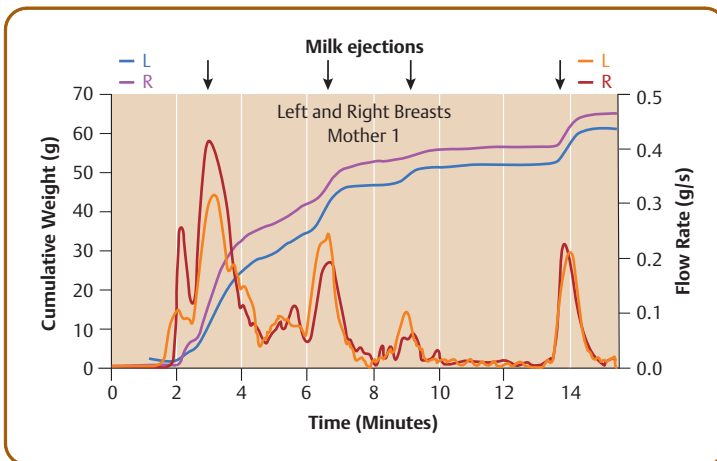 Milk ejections
L
R
L
R
Left and Right Breasts
Mother 1
Cumulative Weight (g)
70
60
50
40
30
20
10
0
Flow Rate (g/s)
0.5
0.4
0.3
0.2
0.1
0.0
0 2 4 6 8 10 12 14
Time (Minutes)